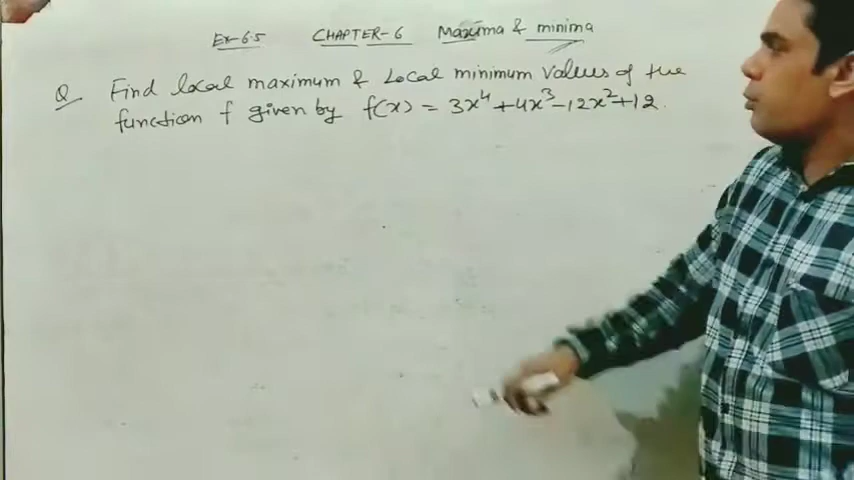 Ex-6.5 CHAPTER-6 Maxima & minima
Q Find local maximum & Local minimum values of the
function f given by f(x) = 3x⁴ + 4x³ - 12x² + 12.